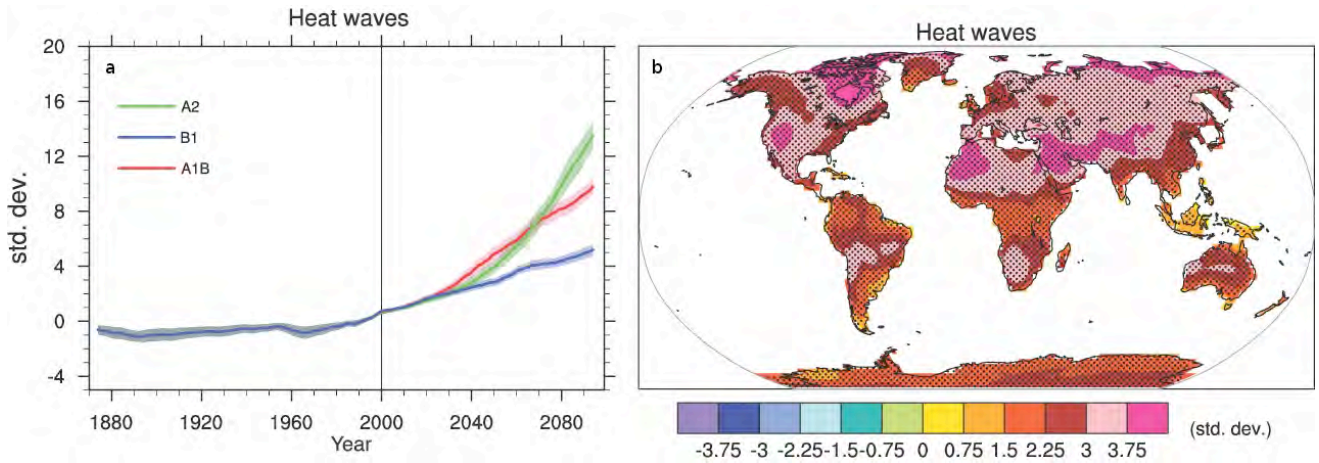 Heat waves
20
16
12
8
4
0
-4
std. dev.
a
A2
B1
A1B
1880 1920 1960 2000 2040 2080
Year
Heat waves
b
-3.75 -3 -2.25 -1.5 -0.75 0 0.75 1.5 2.25 3 3.75
(std. dev.)